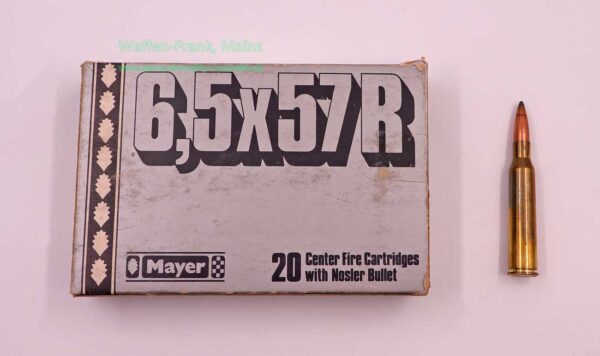 Waffen-Frank, Mainz
6,5x57R
Mayer
20 Center Fire Cartridges
with Nosler Bullet